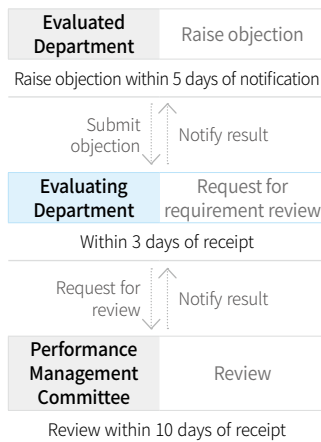 Evaluated
Department
Raise objection
Raise objection within 5 days of notification
Submit
objection
Notify result
Evaluating
Department
Request for
requirement review
Within 3 days of receipt
Request for
review
Notify result
Performance
Management
Committee
Review
Review within 10 days of receipt